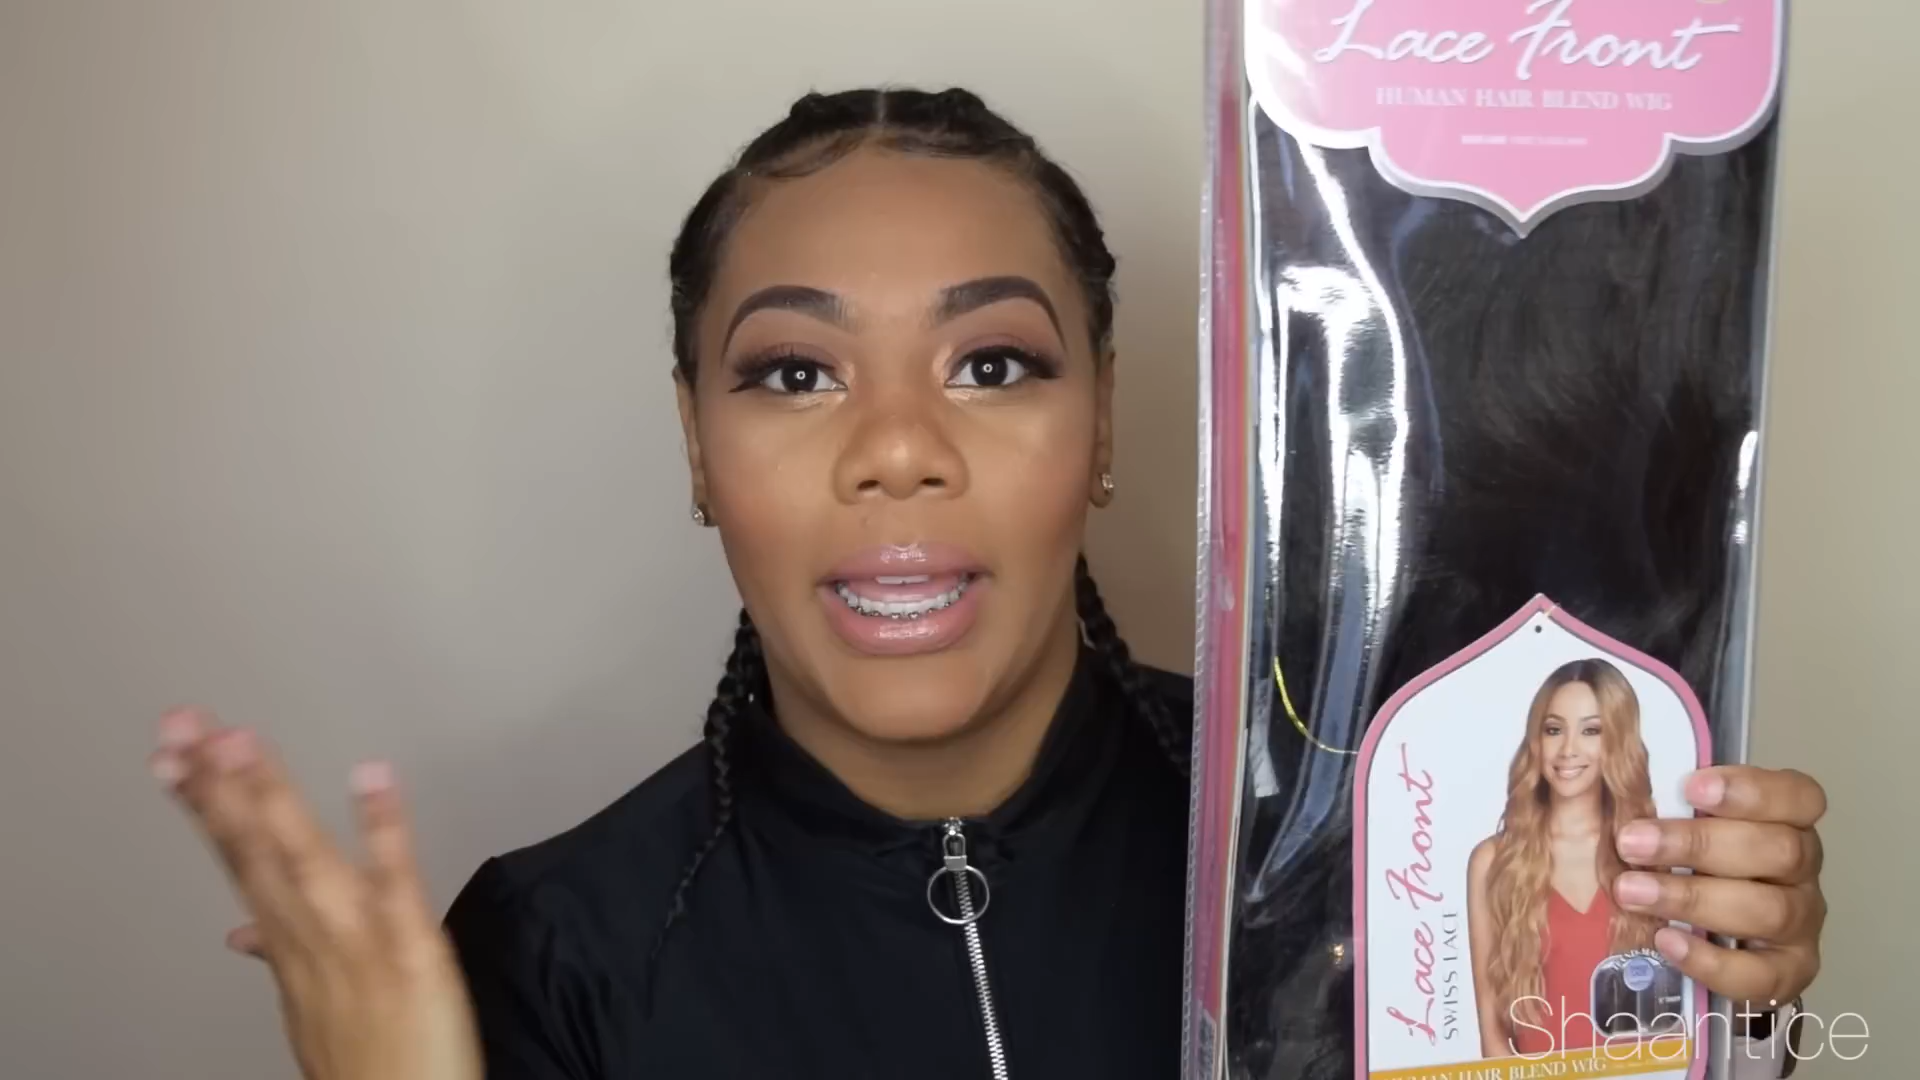 Lace Front
HUMAN HAIR BLEND WIG
Lace Front
SWISS LACE
HUMAN HAIR BLEND WIG
Shaantice